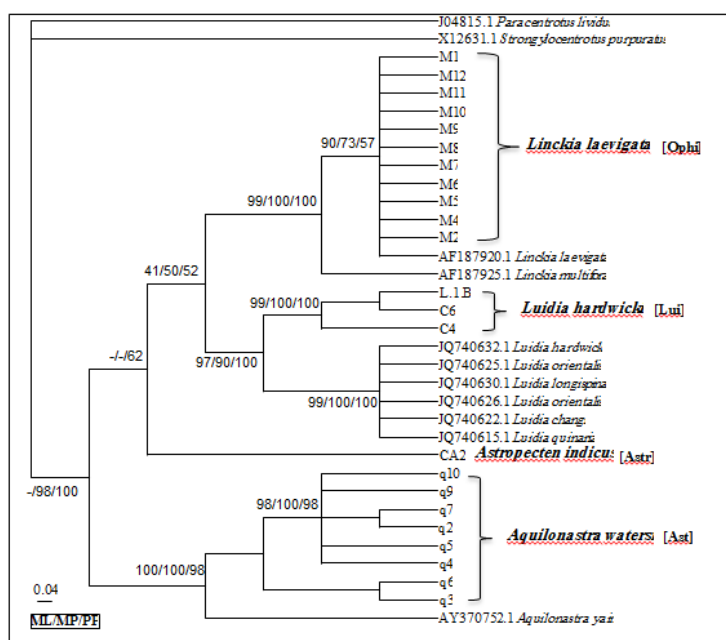 J04815.1 Paracentrotus lividu
X12631.1 Strongylocentrotus purpuratus
M1
M12
M11
M10
90/73/57
M9
M8
Linckia laevigata [Ophi]
M7
M6
99/100/100
M5
M4
M2
AF187920.1 Linckia laevigata
41/50/52
AF187925.1 Linckia multifora
99/100/100
L.1.B
C6
Luidia hardwick [Lui]
C4
-/-/62
97/90/100
JQ740632.1 Luidia hardwick
JQ740625.1 Luidia orientali
JQ740630.1 Luidia longispina
99/100/100
JQ740626.1 Luidia orientali
JQ740622.1 Luidia chang
JQ740615.1 Luidia quinaria
CA2 Astropecten indicus [Astr]
-/98/100
q10
98/100/98
q9
q7
q2
Aquilonastra waters [Ast]
q5
q4
100/100/98
q6
q3
0.04
AY370752.1 Aquilonastra yaii
ML/MP/PP